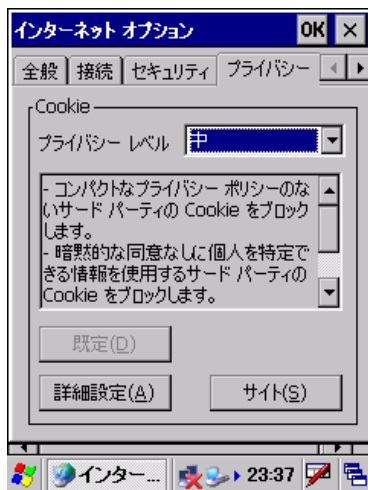 インターネット オプション OK ×
全般 接続 セキュリティ プライバシー
Cookie
プライバシー レベル 中
- コンパクトなプライバシー ポリシーのな
いサード パーティの Cookie をブロック
します。
- 暗黙的な同意なしに個人を特定で
きる情報を使用するサード パーティの
Cookie をブロックします。
既定(D)
詳細設定(A) サイト(S)
インター... 23:37